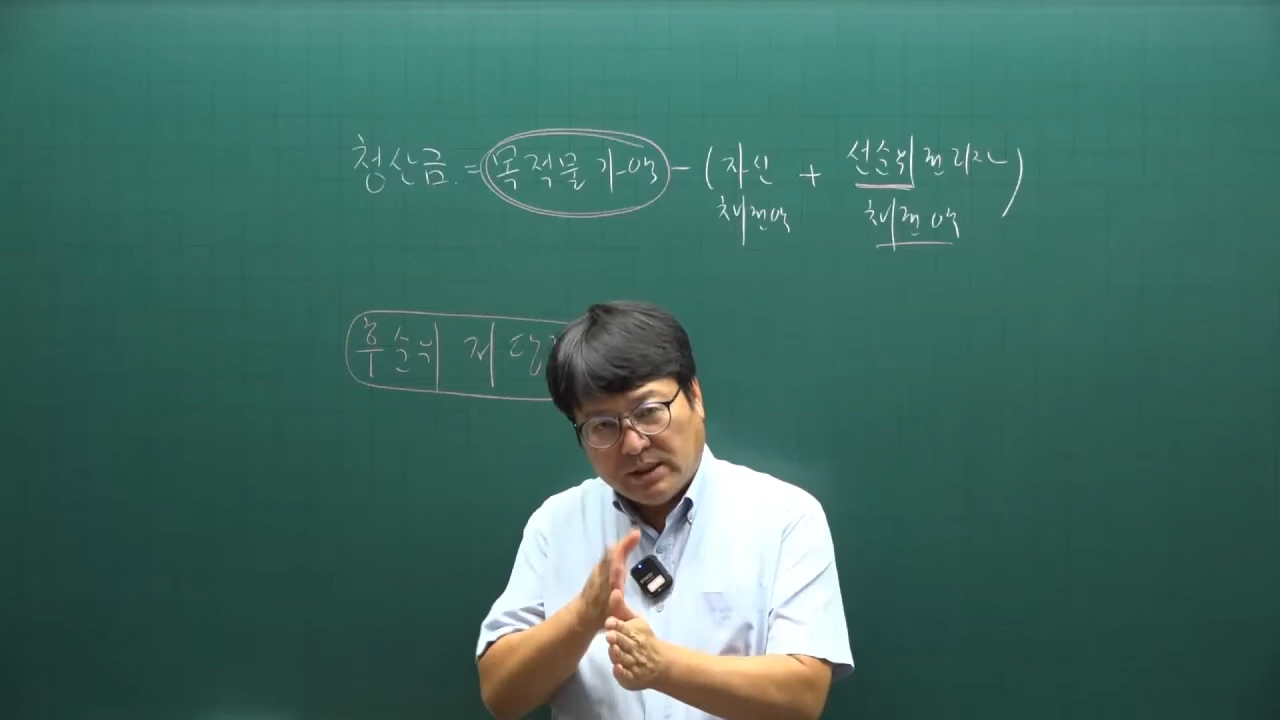 청산금 = 목적물 가액 - (자신 + 선순위 권리자)
채권액 채권액
후순위 저당